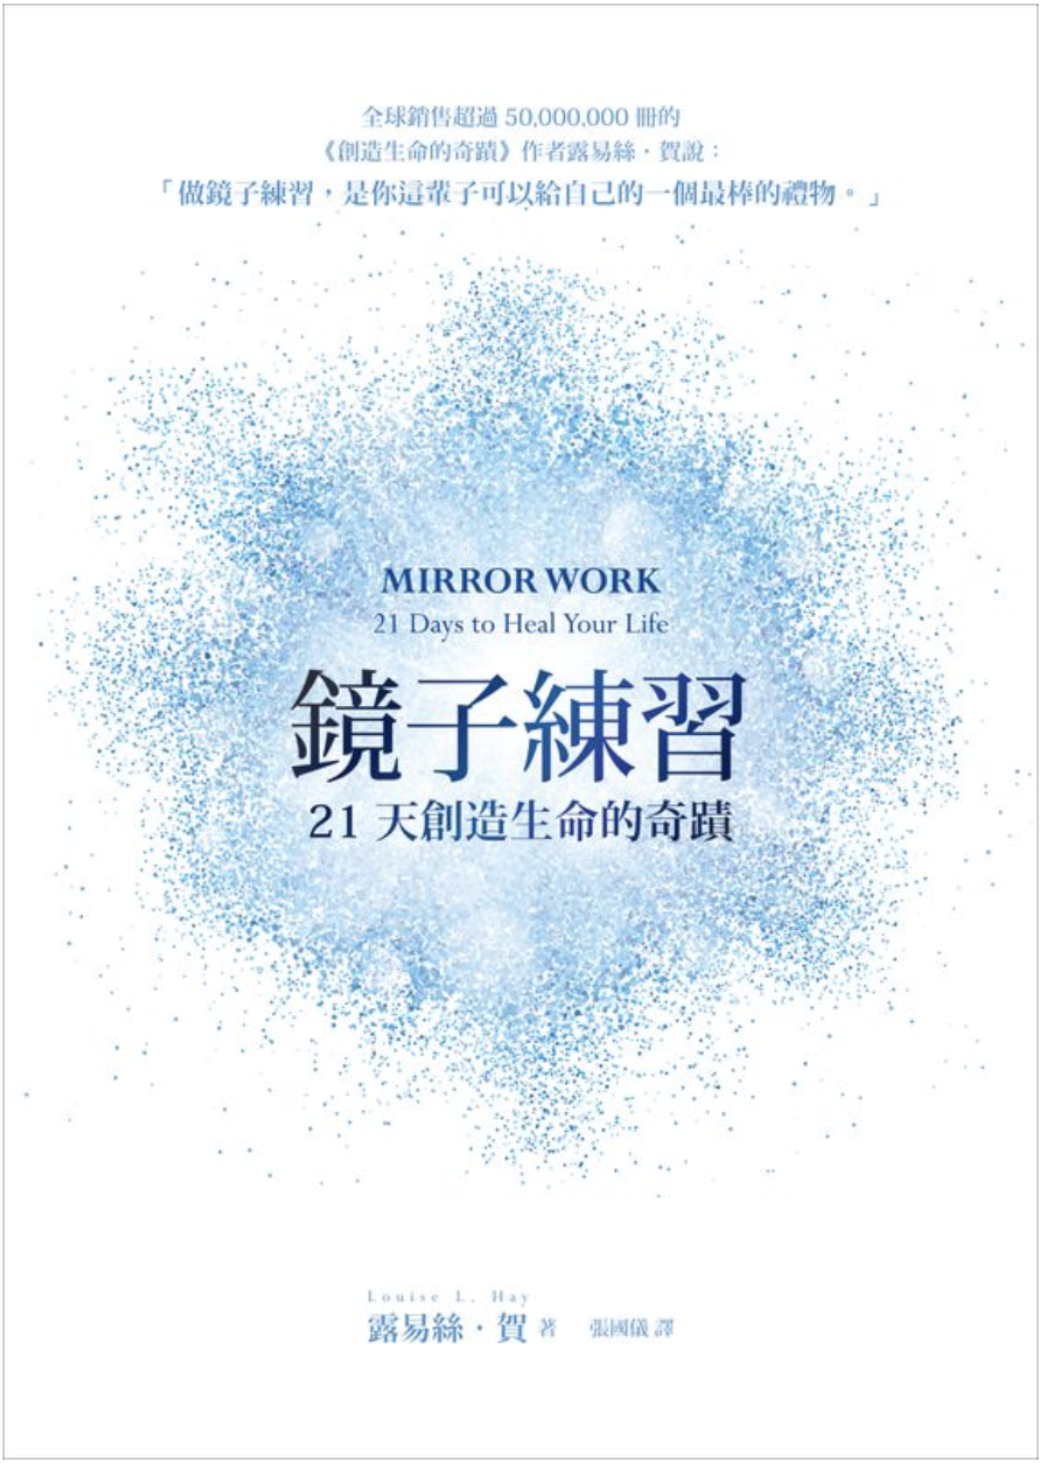 全球銷售超過 50,000,000 冊的
《創造生命的奇蹟》作者露易絲·賀說：
「做鏡子練習，是你這輩子可以給自己的一個最棒的禮物。」
MIRROR WORK
21 Days to Heal Your Life
鏡子練習
21 天創造生命的奇蹟
Louise L. Hay
露易絲·賀 著 張國儀 譯